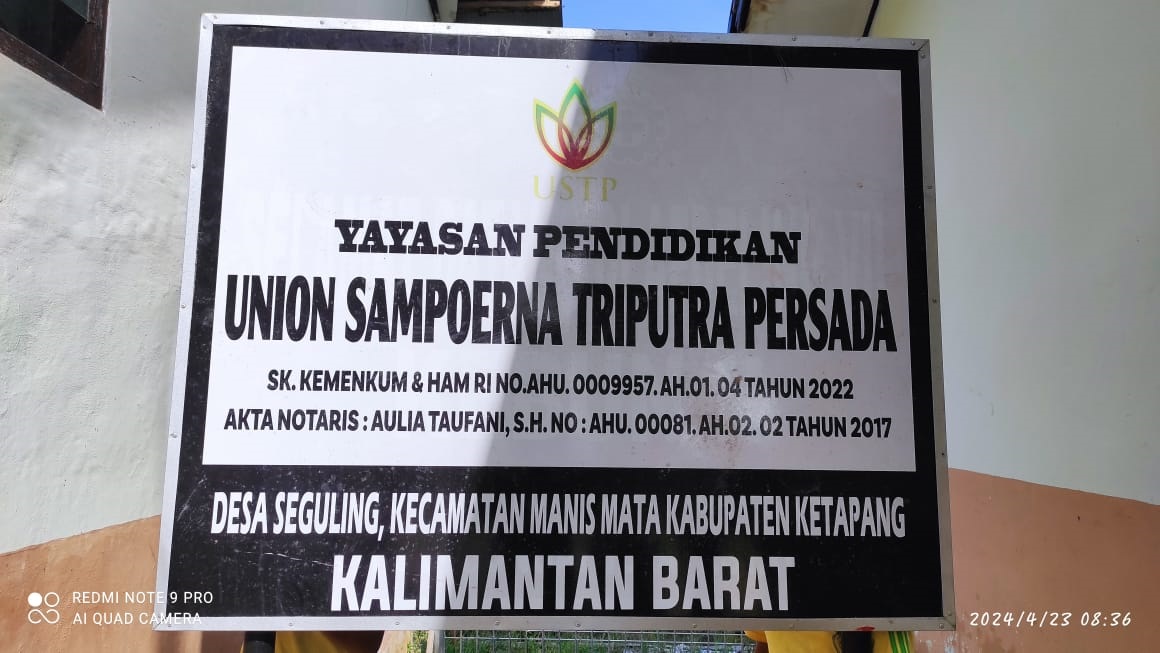 USTP
YAYASAN PENDIDIKAN
UNION SAMPOERNA TRIPUTRA PERSADA
SK. KEMENKUM & HAM RI NO.AHU. 0009957. AH.01. 04 TAHUN 2022
AKTA NOTARIS : AULIA TAUFANI, S.H. NO : AHU. 00081. AH.02. 02 TAHUN 2017
DESA SEGULING, KECAMATAN MANIS MATA KABUPATEN KETAPANG
KALIMANTAN BARAT
REDMI NOTE 9 PRO
AI QUAD CAMERA
2024/4/23 08:36